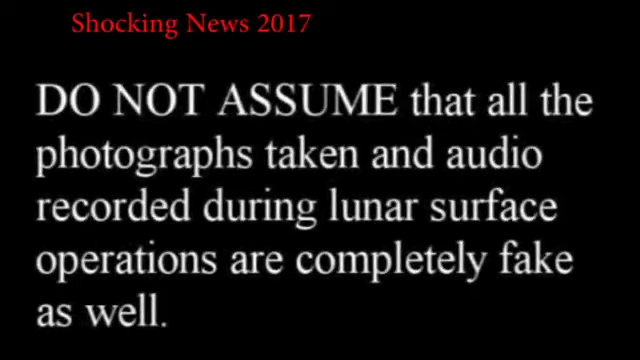 Shocking News 2017
DO NOT ASSUME that all the
photographs taken and audio
recorded during lunar surface
operations are completely fake
as well.